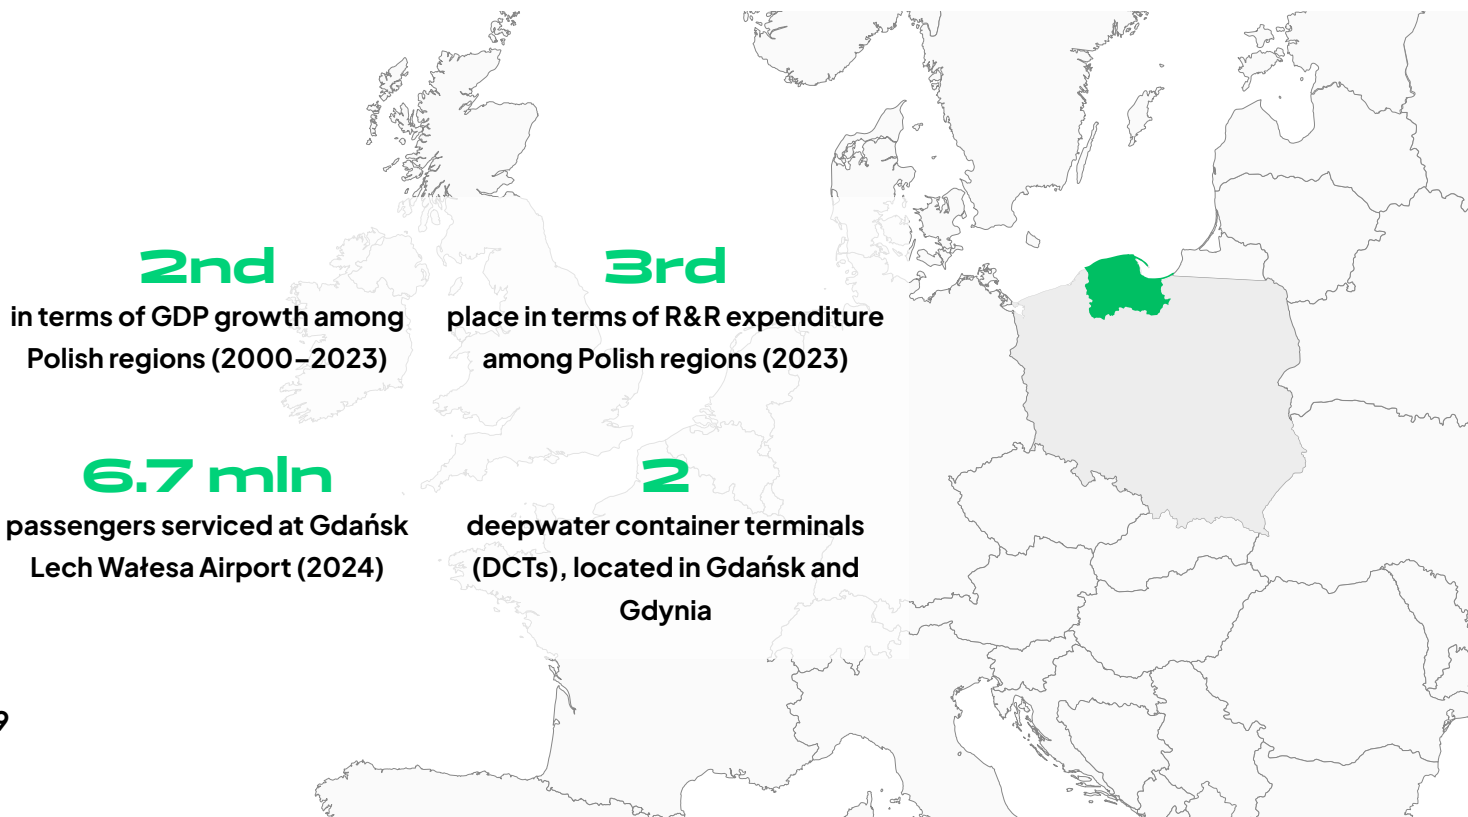 2nd
in terms of GDP growth among
Polish regions (2000–2023)
3rd
place in terms of R&R expenditure
among Polish regions (2023)
6.7 mln
passengers serviced at Gdańsk
Lech Wałesa Airport (2024)
2
deepwater container terminals
(DCTs), located in Gdańsk and
Gdynia
9